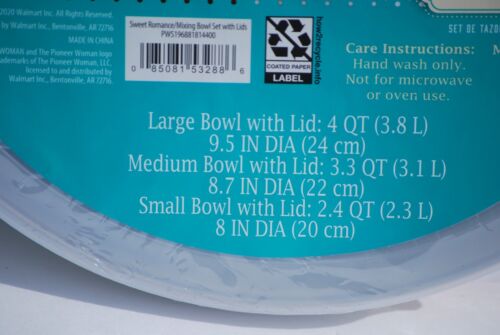 2020 Walmart Inc. All Rights Reserved.
Walmart Inc., Bentonville, AR 72716
MADE IN CHINA
WOMAN and The Pioneer Woman logo
trademarks of The Pioneer Woman, LLC.
licensed to and distributed by
Walmart Inc., Bentonville, AR 72716
Sweet Romance/Mixing Bowl Set with Lids
PWS196881814400
0 85081 53288 6
COATED PAPER
LABEL
how2recycle.info
SET DE TAZO
Care Instructions:
Hand wash only.
Not for microwave
or oven use.
Large Bowl with Lid: 4 QT (3.8 L)
9.5 IN DIA (24 cm)
Medium Bowl with Lid: 3.3 QT (3.1 L)
8.7 IN DIA (22 cm)
Small Bowl with Lid: 2.4 QT (2.3 L)
8 IN DIA (20 cm)